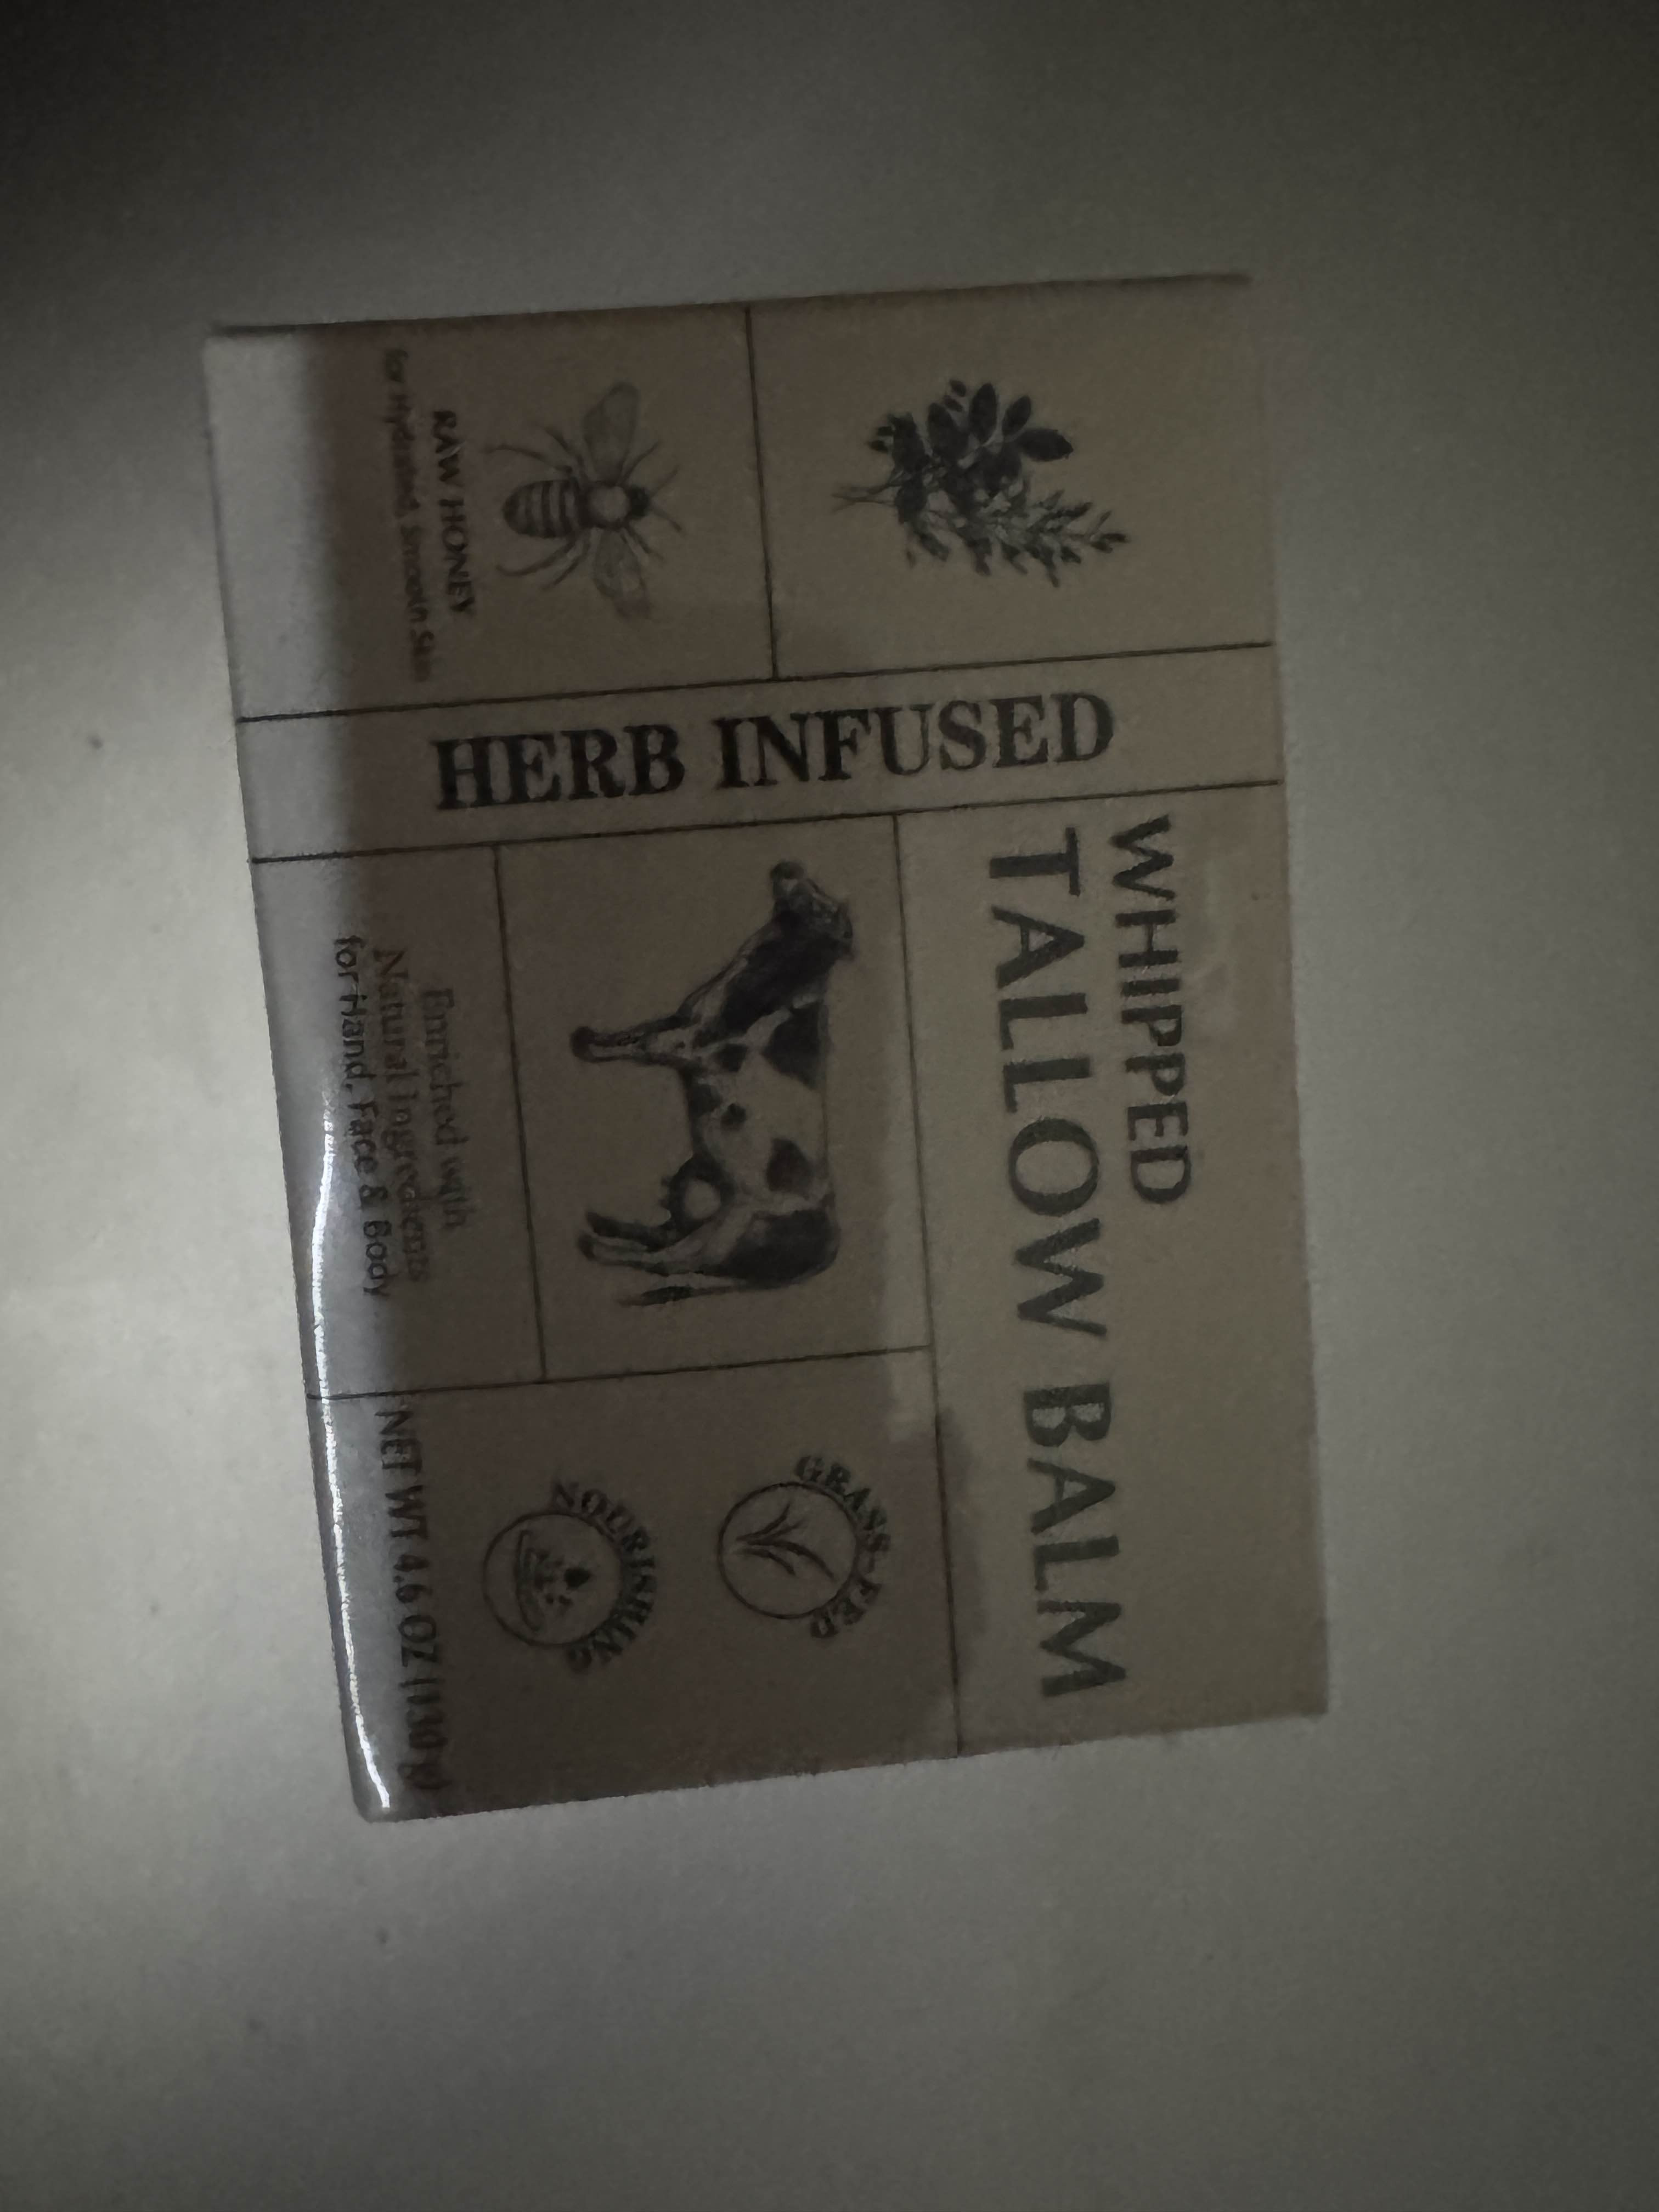 WHIPPED
TALLOW BALM
HERB INFUSED
RAW HONEY
for Hydrated, Smooth Skin
Enriched with
Natural Ingredients
for Hand, Face & Body
GRASS-FED
NOURISHING
NET WT 4.6 OZ (130 g)